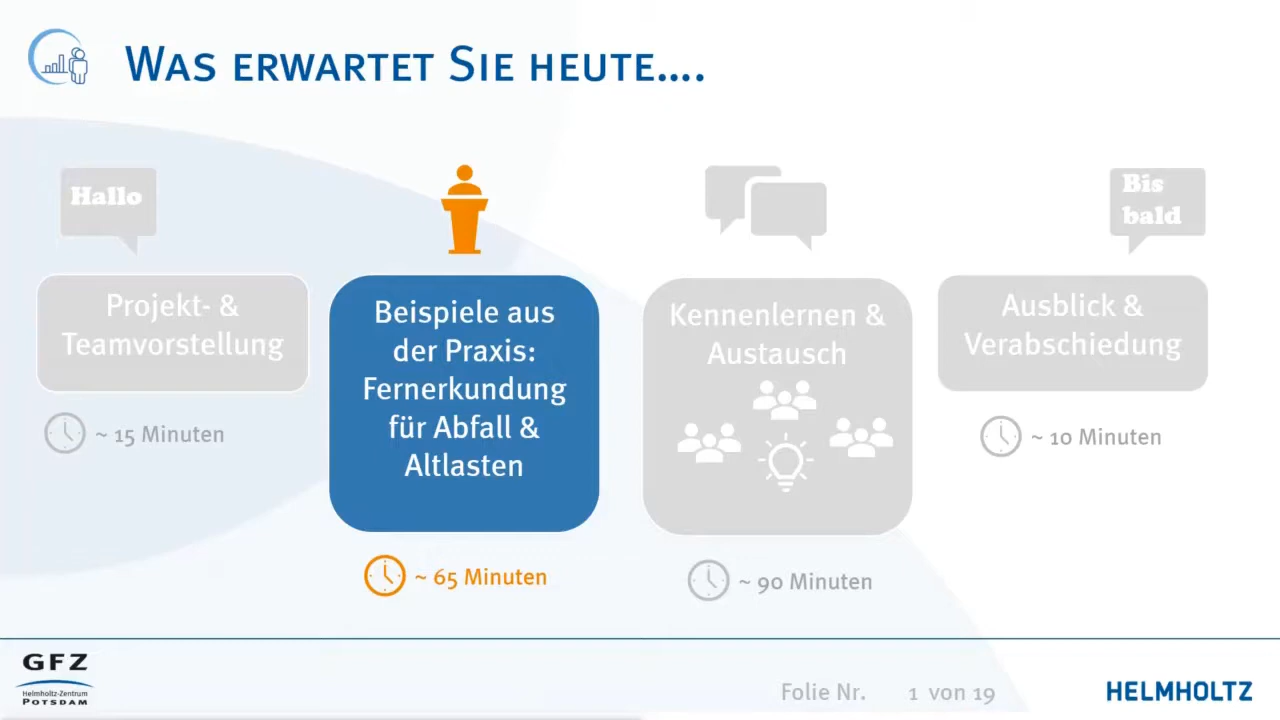 Was erwartet Sie heute....
Hallo
Bis
bald
Projekt- &
Teamvorstellung
~ 15 Minuten
Beispiele aus
der Praxis:
Fernerkundung
für Abfall &
Altlasten
~ 65 Minuten
Kennenlernen &
Austausch
~ 90 Minuten
Ausblick &
Verabschiedung
~ 10 Minuten
GFZ
Helmholtz-Zentrum
POTSDAM
Folie Nr. 1 von 19
HELMHOLTZ